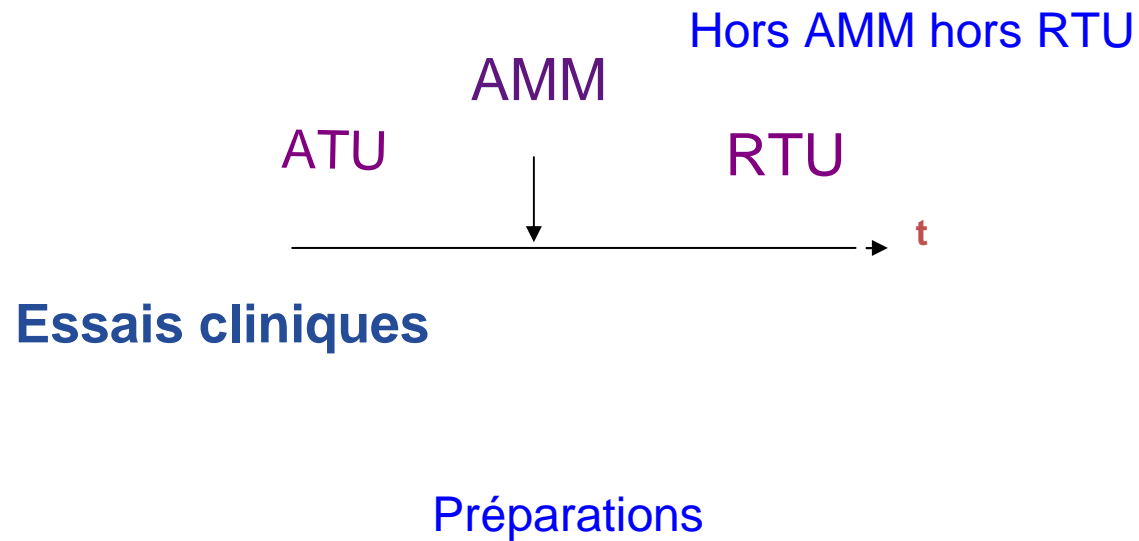 Hors AMM hors RTU
AMM
ATU
RTU
t
Essais cliniques
Préparations